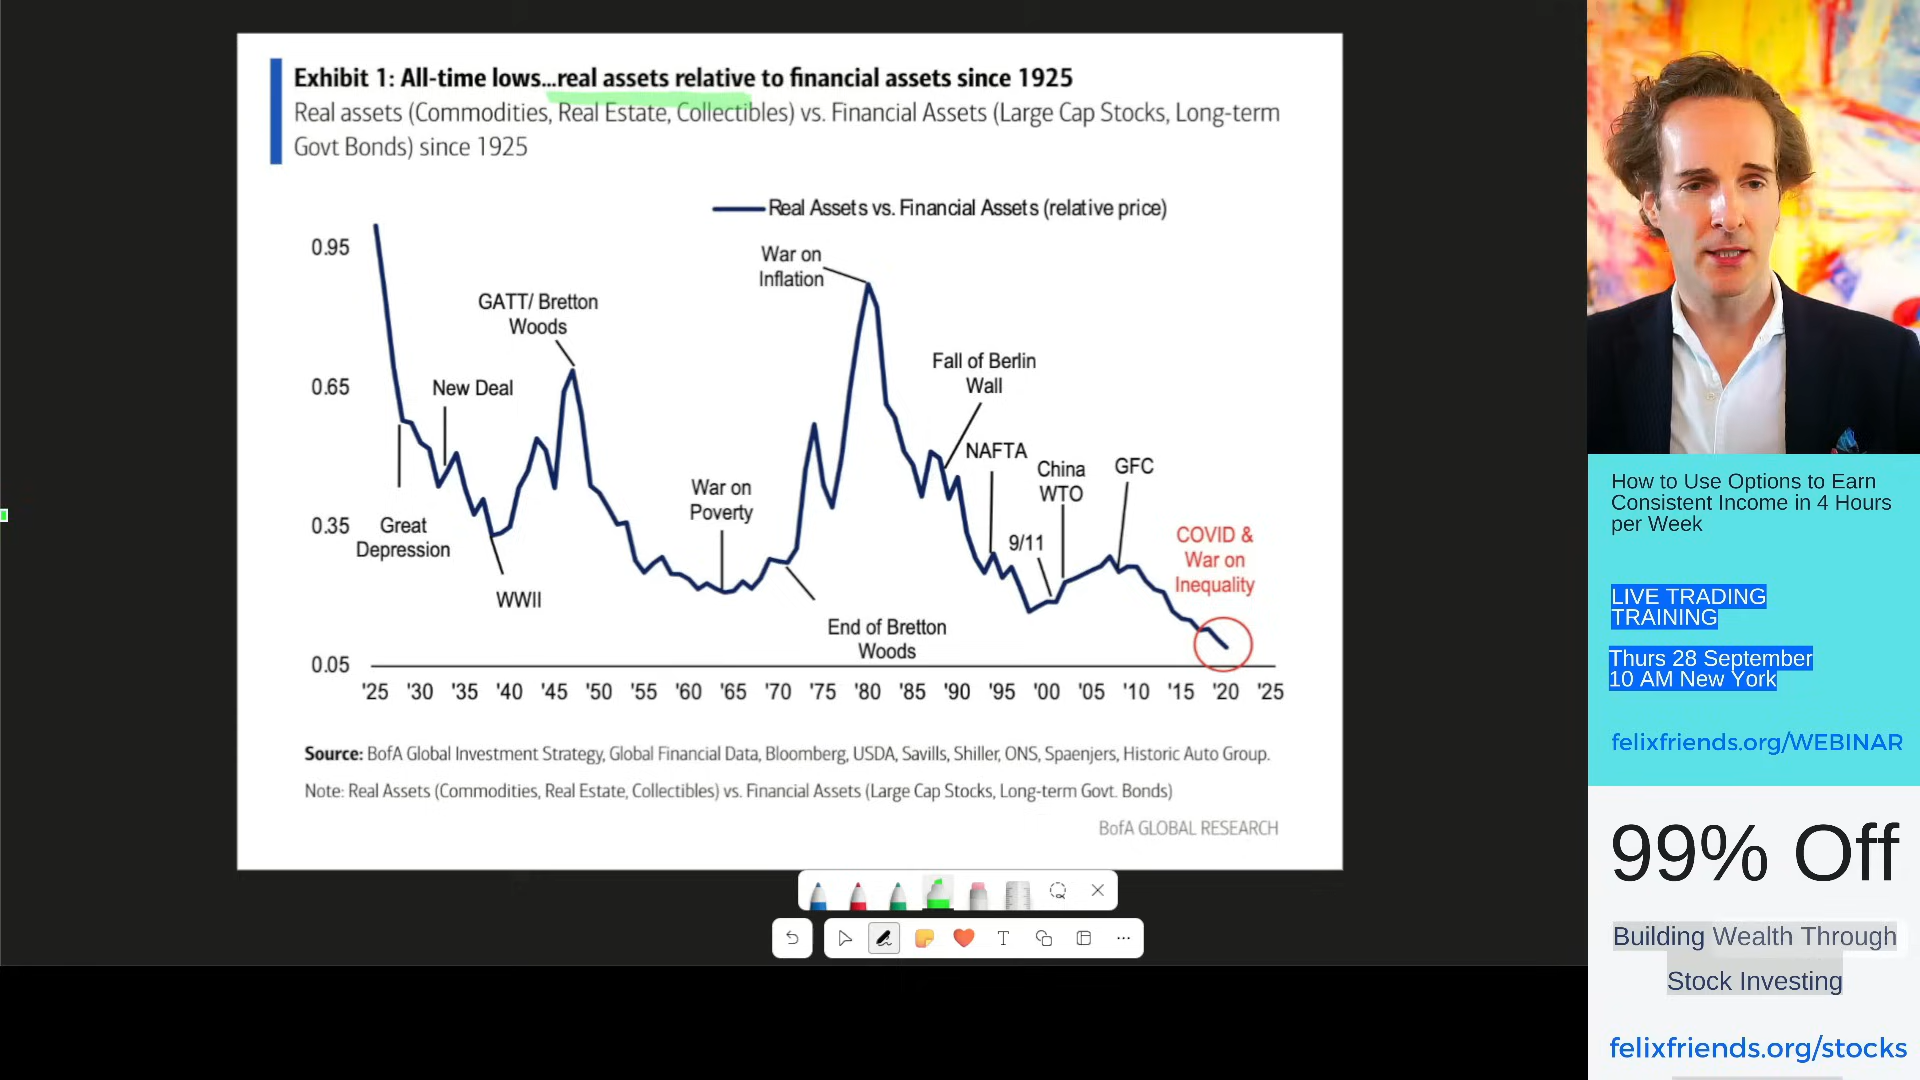 Exhibit 1: All-time lows...real assets relative to financial assets since 1925
Real assets (Commodities, Real Estate, Collectibles) vs. Financial Assets (Large Cap Stocks, Long-term
Govt Bonds) since 1925
Real Assets vs. Financial Assets (relative price)
0.95
0.65
0.35
0.05
War on
Inflation
GATT/ Bretton
Woods
New Deal
Fall of Berlin
Wall
NAFTA
China
WTO
GFC
War on
Poverty
Great
Depression
9/11
COVID &
War on
Inequality
WWII
End of Bretton
Woods
'25 '30 '35 '40 '45 '50 '55 '60 '65 '70 '75 '80 '85 '90 '95 '00 '05 '10 '15 '20 '25
Source: BofA Global Investment Strategy, Global Financial Data, Bloomberg, USDA, Savills, Shiller, ONS, Spaenjers, Historic Auto Group.
Note: Real Assets (Commodities, Real Estate, Collectibles) vs. Financial Assets (Large Cap Stocks, Long-term Govt. Bonds)
BofA GLOBAL RESEARCH
T
How to Use Options to Earn
Consistent Income in 4 Hours
per Week
LIVE TRADING
TRAINING
Thurs 28 September
10 AM New York
felixfriends.org/WEBINAR
99% Off
Building Wealth Through
Stock Investing
felixfriends.org/stocks